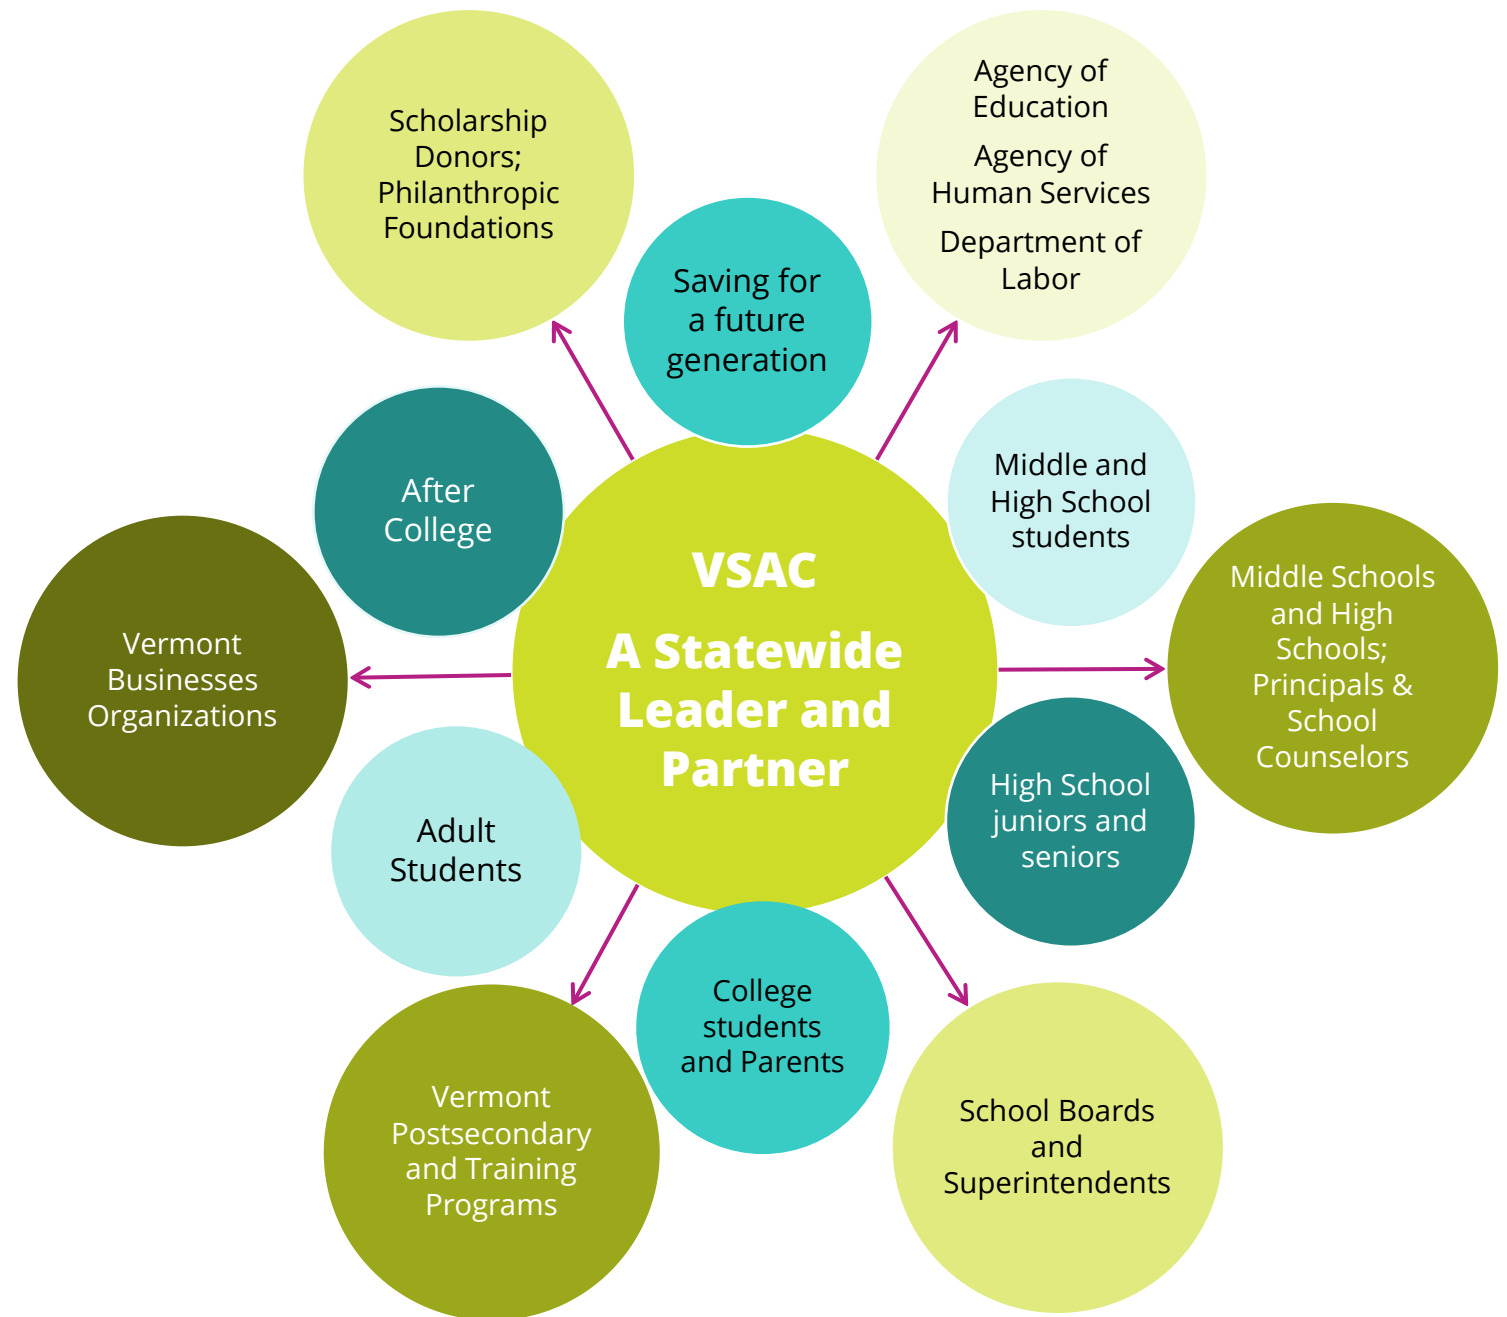 Scholarship
Donors;
Philanthropic
Foundations
Agency of
Education
Agency of
Human Services
Department of
Labor
Saving for
a future
generation
After
College
Middle and
High School
students
VSAC
A Statewide
Leader and
Partner
Vermont
Businesses
Organizations
Middle Schools
and High
Schools;
Principals &
School
Counselors
Adult
Students
High School
juniors and
seniors
College
students
and Parents
Vermont
Postsecondary
and Training
Programs
School Boards
and
Superintendents